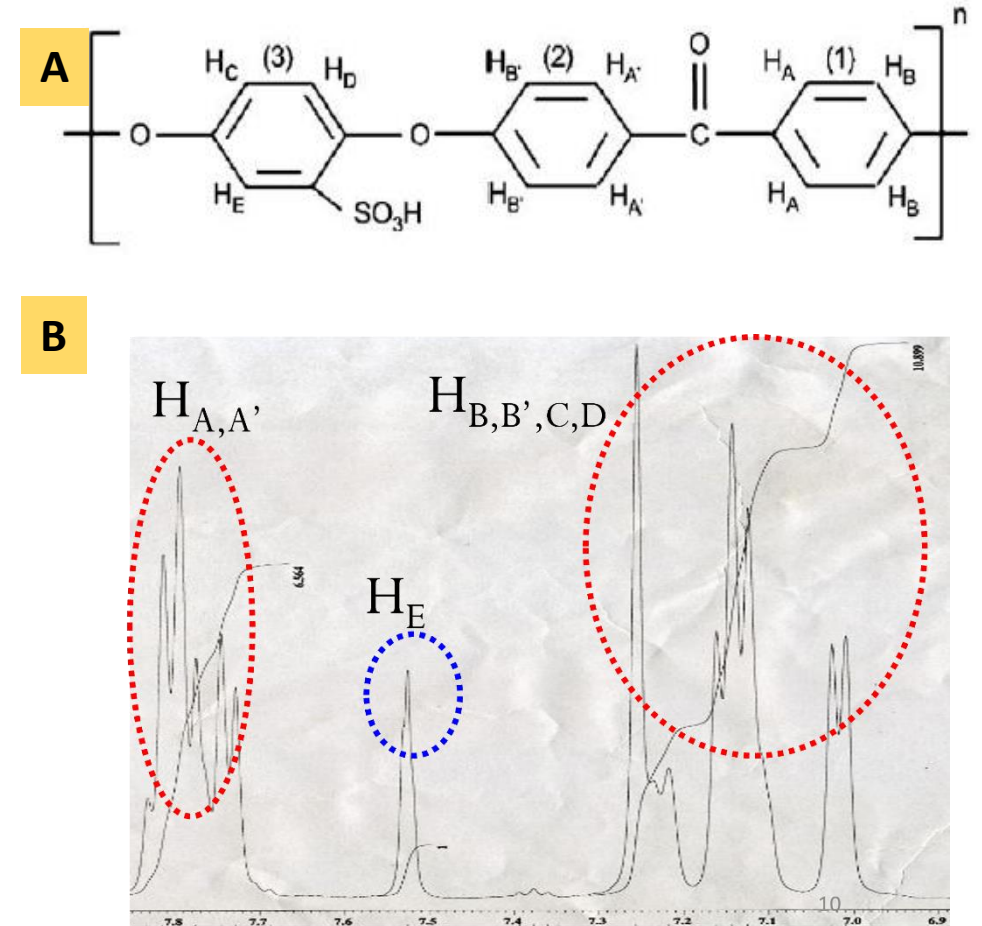 A
n
O
H_C (3) H_D
H_B' (2) H_A'
H_A (1) H_B
O
O
C
H_E
SO₃H
H_B'
H_A'
H_A
H_B
B
H_A,A'
H_B,B',C,D
H_E
10.899
6.364
1
10
7.8 7.7 7.6 7.5 7.4 7.3 7.2 7.1 7.0 6.9